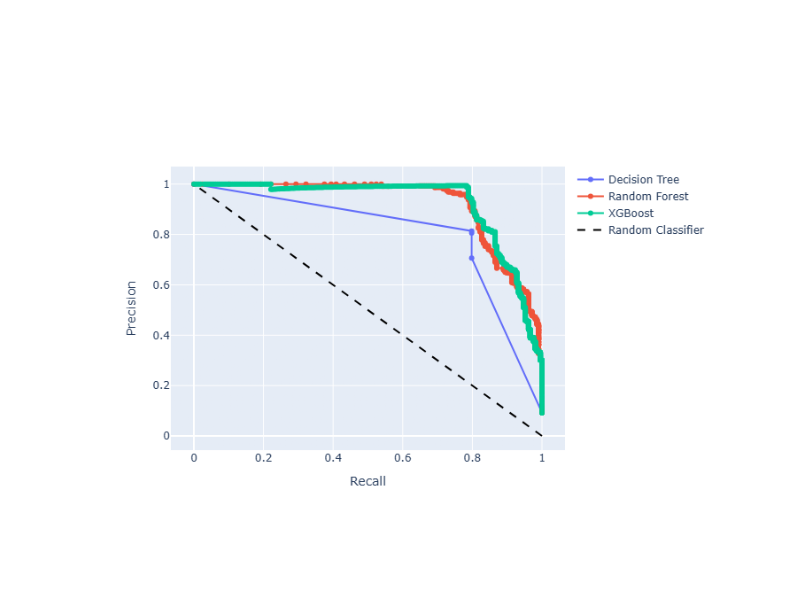 Precision
1
0.8
0.6
0.4
0.2
0
0
0.2
0.4
0.6
0.8
1
Recall
Decision Tree
Random Forest
XGBoost
Random Classifier